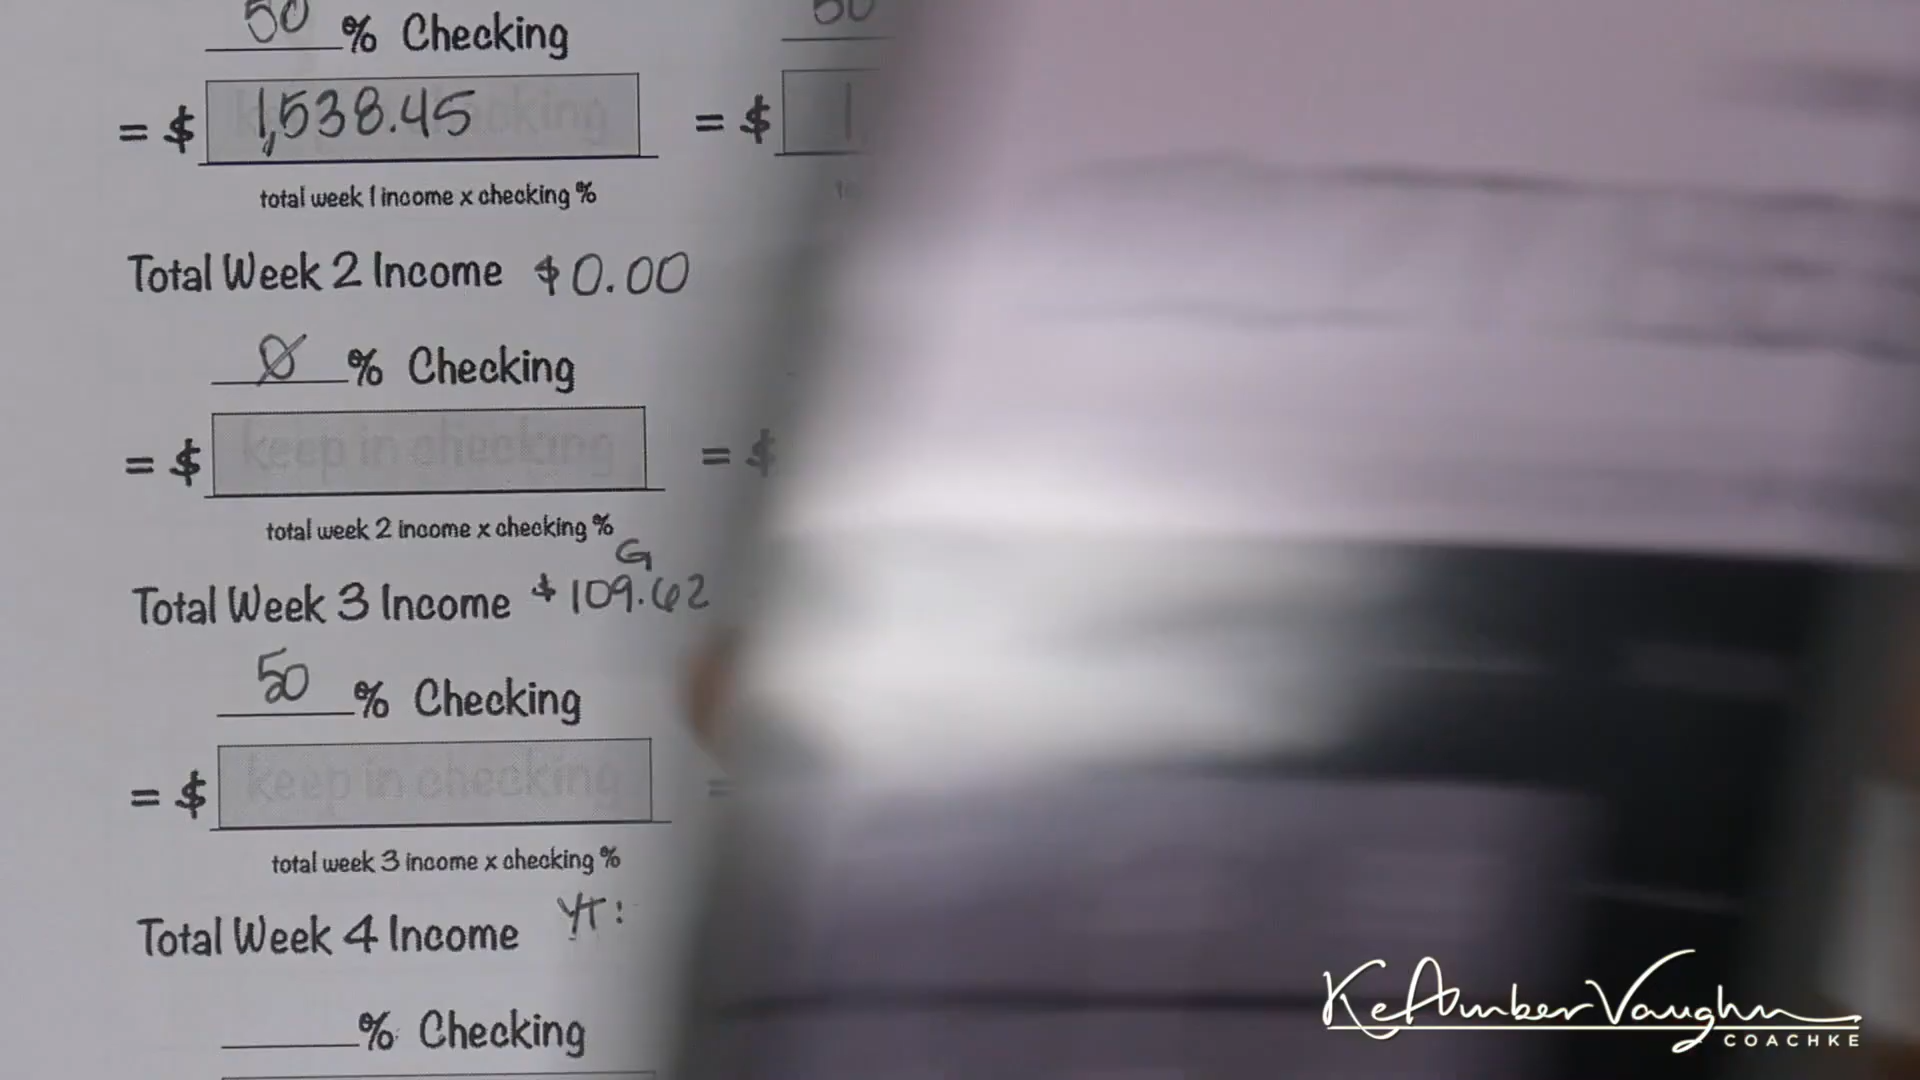 50 % Checking 50
= $ 1,538.45 = $ 1
total week 1 income x checking %
Total Week 2 Income $0.00
0 % Checking
= $ keep in checking = $
total week 2 income x checking %
G
Total Week 3 Income $109.62
50 % Checking
= $ keep in checking =
total week 3 income x checking %
Total Week 4 Income YT:
% Checking
KeAmber Vaughn
COACHKE